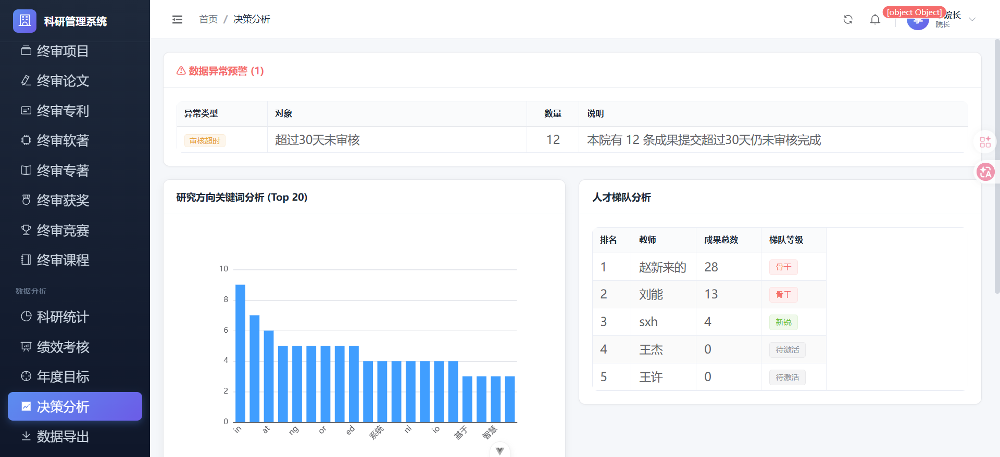 科研管理系统
终审项目
终审论文
终审专利
终审软著
终审专著
终审获奖
终审竞赛
终审课程
数据分析
科研统计
绩效考核
年度目标
决策分析
数据导出
首页 / 决策分析
[object Object]
院长
院长
数据异常预警 (1)
异常类型 对象 数量 说明
审核超时 超过30天未审核 12 本院有 12 条成果提交超过30天仍未审核完成
研究方向关键词分析 (Top 20)
10
8
6
4
2
0
in at ng or ed 系统 ni io 基于 智慧
人才梯队分析
排名 教师 成果总数 梯队等级
1 赵新来的 28 骨干
2 刘能 13 骨干
3 sxh 4 新锐
4 王杰 0 待激活
5 王许 0 待激活